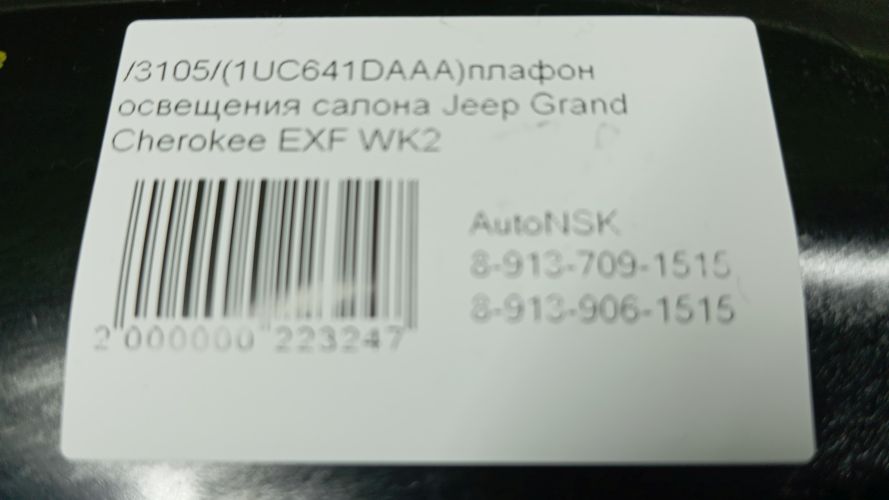 /3105/(1UC641DAAA)плафон
освещения салона Jeep Grand
Cherokee EXF WK2
AutoNSK
8-913-709-1515
8-913-906-1515
2 000000 223247